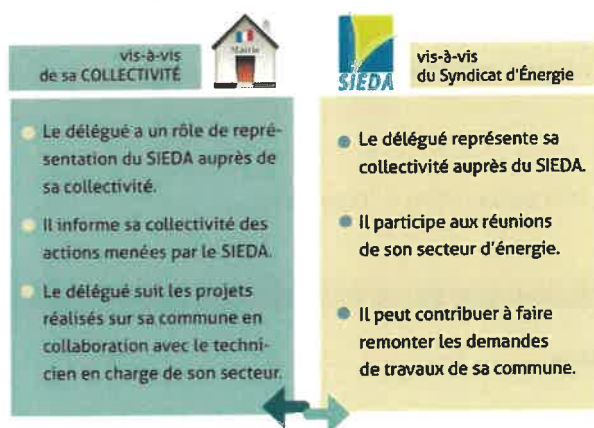 vis-à-vis
de sa COLLECTIVITÉ
Mairie
Le délégué a un rôle de repré-
sentation du SIEDA auprès de
sa collectivité.
Il informe sa collectivité des
actions menées par le SIEDA.
Le délégué suit les projets
réalisés sur sa commune en
collaboration avec le techni-
cien en charge de son secteur.
SIEDA
vis-à-vis
du Syndicat d'Énergie
Le délégué représente sa
collectivité auprès du SIEDA.
Il participe aux réunions
de son secteur d'énergie.
Il peut contribuer à faire
remonter les demandes
de travaux de sa commune.